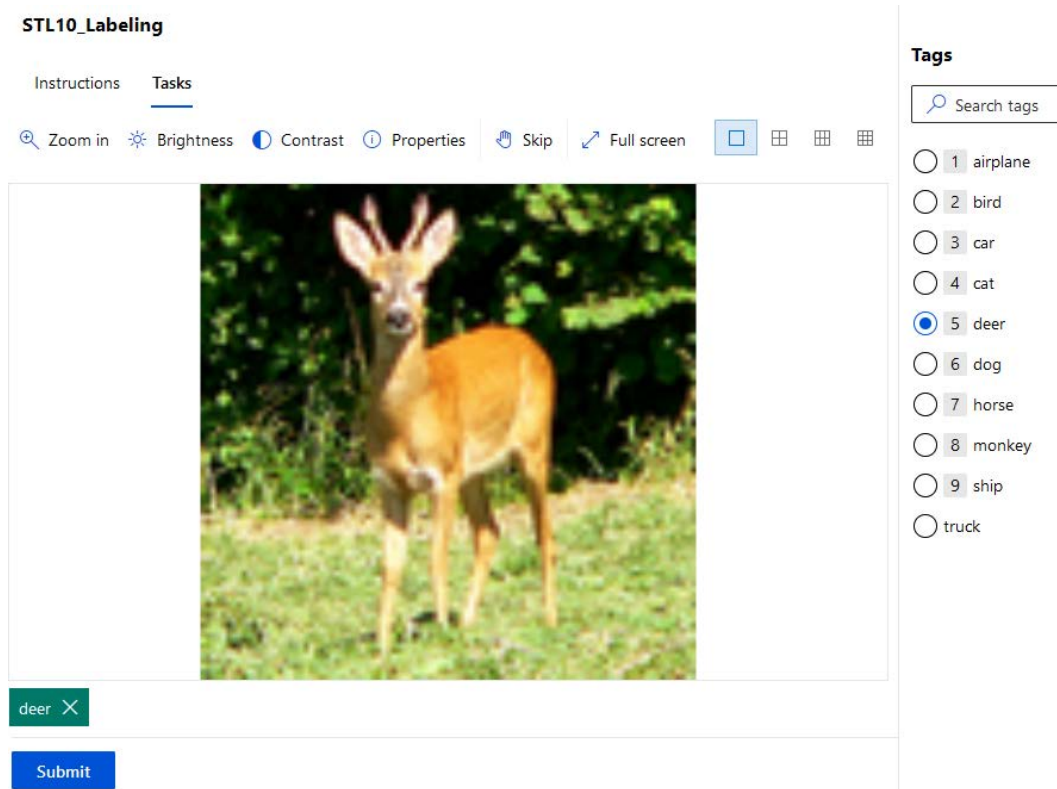 STL10_Labeling
Instructions Tasks
Zoom in Brightness Contrast Properties Skip Full screen
deer
Submit
Tags
Search tags
1 airplane
2 bird
3 car
4 cat
5 deer
6 dog
7 horse
8 monkey
9 ship
truck